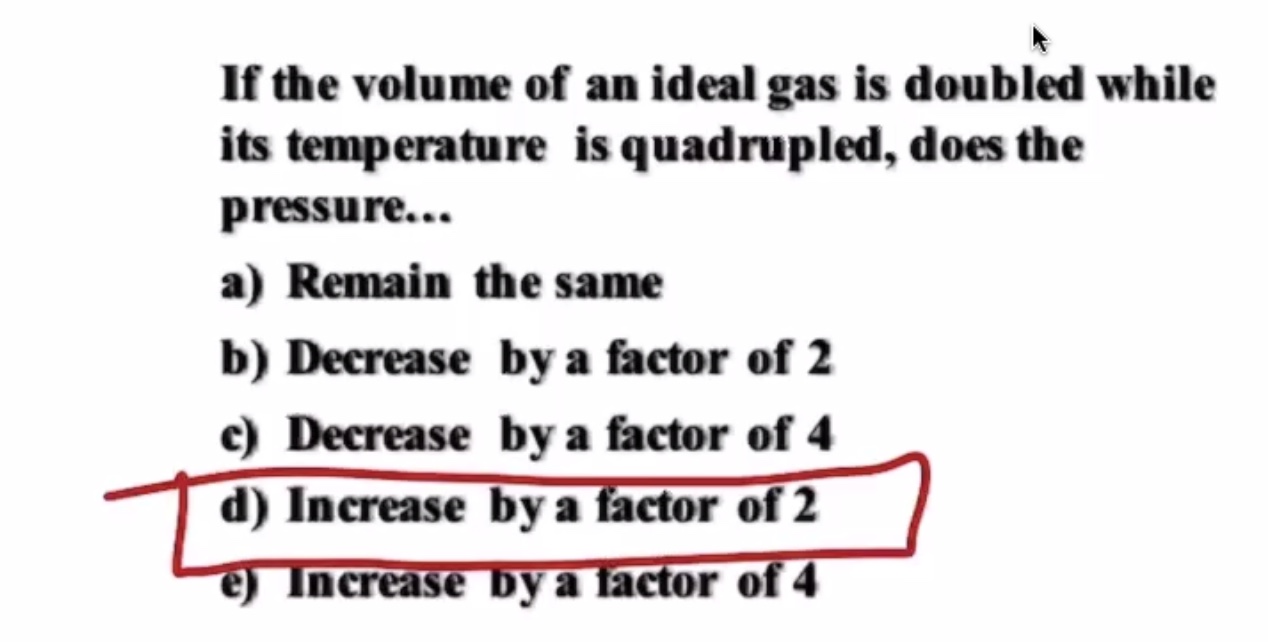 If the volume of an ideal gas is doubled while
its temperature is quadrupled, does the
pressure...
a) Remain the same
b) Decrease by a factor of 2
c) Decrease by a factor of 4
d) Increase by a factor of 2
e) Increase by a factor of 4